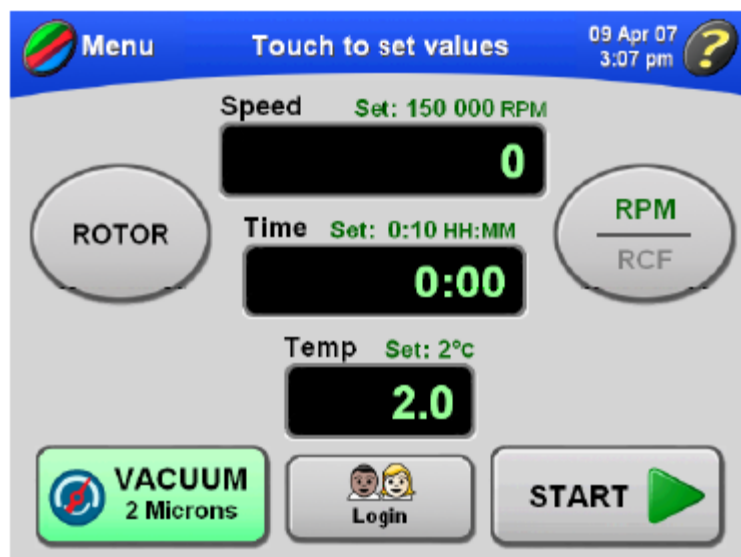 Menu
Touch to set values
09 Apr 07
3:07 pm
?
Speed Set: 150 000 RPM
0
ROTOR
RPM
RCF
Time Set: 0:10 HH:MM
0:00
Temp Set: 2°c
2.0
VACUUM
2 Microns
Login
START